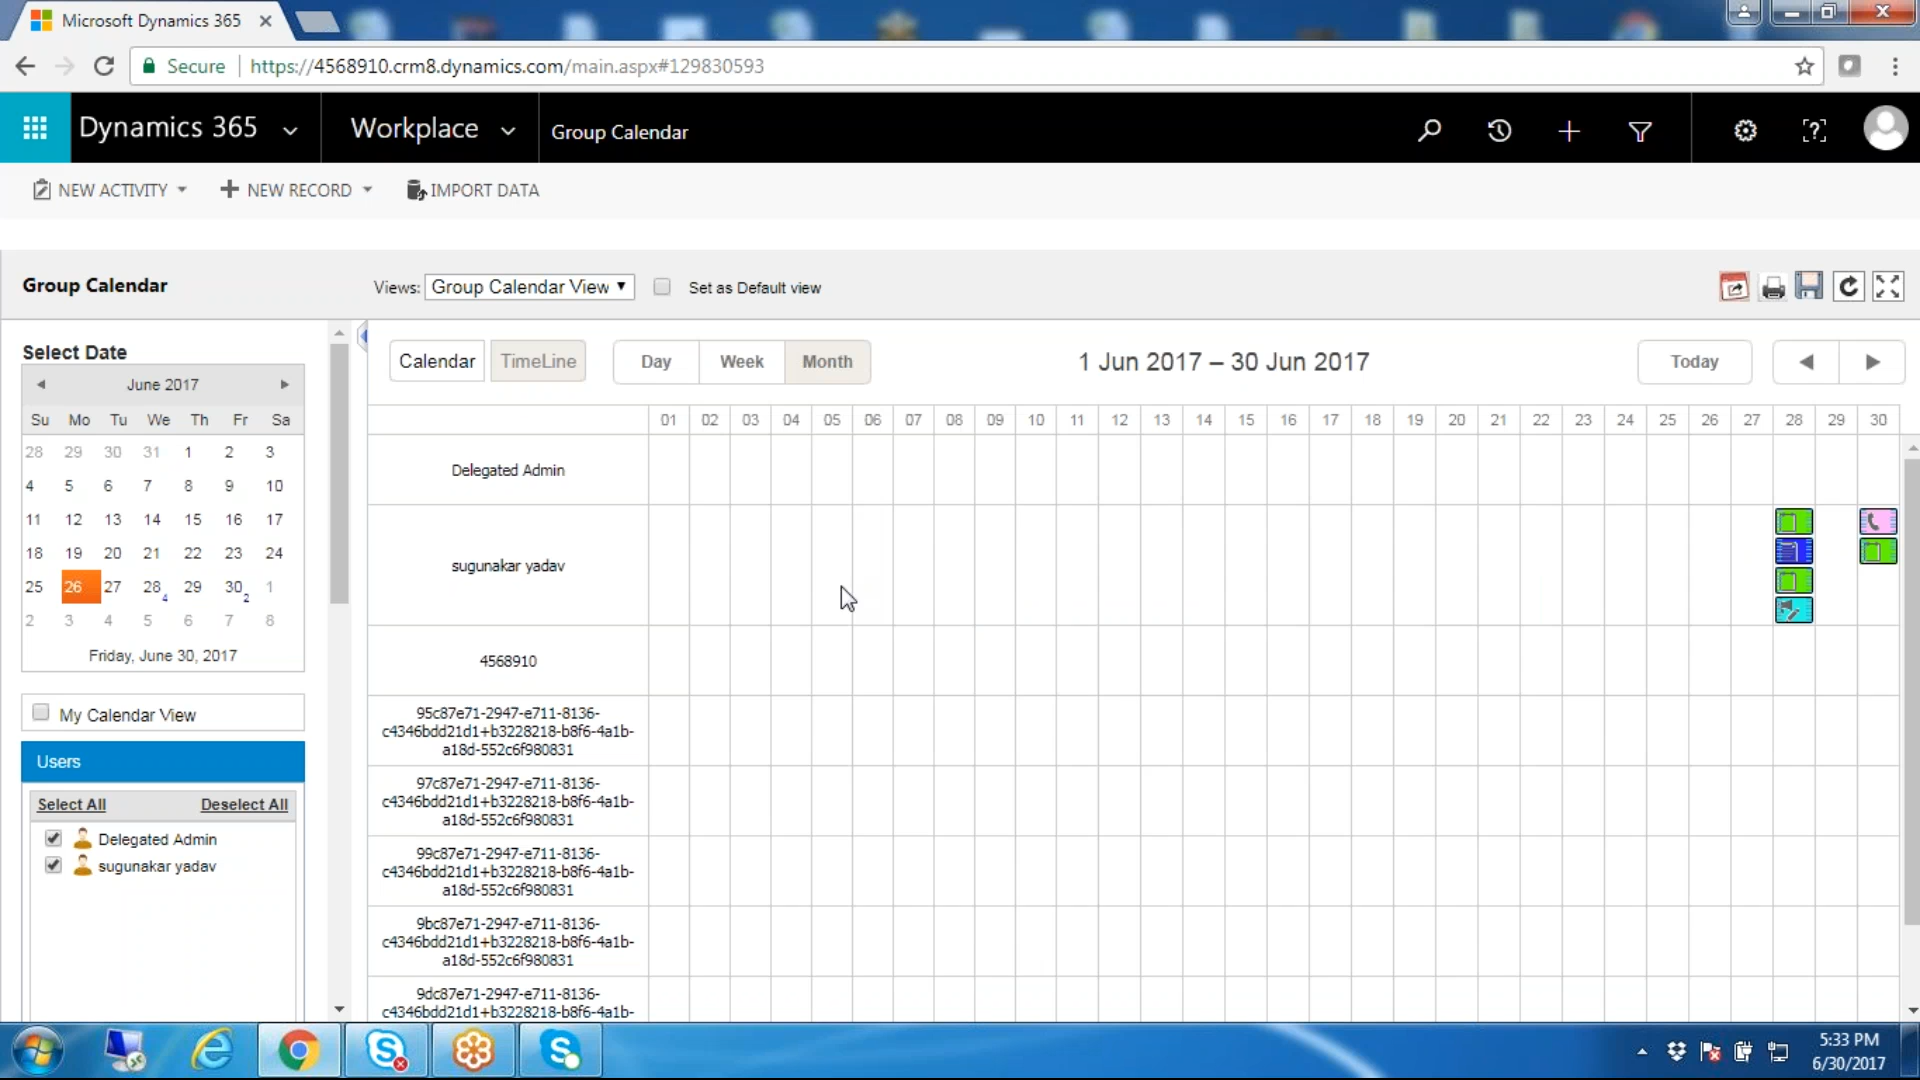 Microsoft Dynamics 365
Secure https://4568910.crm8.dynamics.com/main.aspx#129830593
Dynamics 365 Workplace Group Calendar
NEW ACTIVITY NEW RECORD IMPORT DATA
Group Calendar Views: Group Calendar View Set as Default view
Select Date
June 2017
Su Mo Tu We Th Fr Sa
28 29 30 31 1 2 3
4 5 6 7 8 9 10
11 12 13 14 15 16 17
18 19 20 21 22 23 24
25 26 27 28 4 29 30 2 1
2 3 4 5 6 7 8
Friday, June 30, 2017
My Calendar View
Users
Select All Deselect All
Delegated Admin
sugunakar yadav
Calendar TimeLine Day Week Month 1 Jun 2017 – 30 Jun 2017 Today
01 02 03 04 05 06 07 08 09 10 11 12 13 14 15 16 17 18 19 20 21 22 23 24 25 26 27 28 29 30
Delegated Admin
sugunakar yadav
4568910
95c87e71-2947-e711-8136-
c4346bdd21d1+b3228218-b8f6-4a1b-
a18d-552c6f980831
97c87e71-2947-e711-8136-
c4346bdd21d1+b3228218-b8f6-4a1b-
a18d-552c6f980831
99c87e71-2947-e711-8136-
c4346bdd21d1+b3228218-b8f6-4a1b-
a18d-552c6f980831
9bc87e71-2947-e711-8136-
c4346bdd21d1+b3228218-b8f6-4a1b-
a18d-552c6f980831
9dc87e71-2947-e711-8136-
c4346bdd21d1+b3228218-b8f6-4a1b-
5:33 PM
6/30/2017